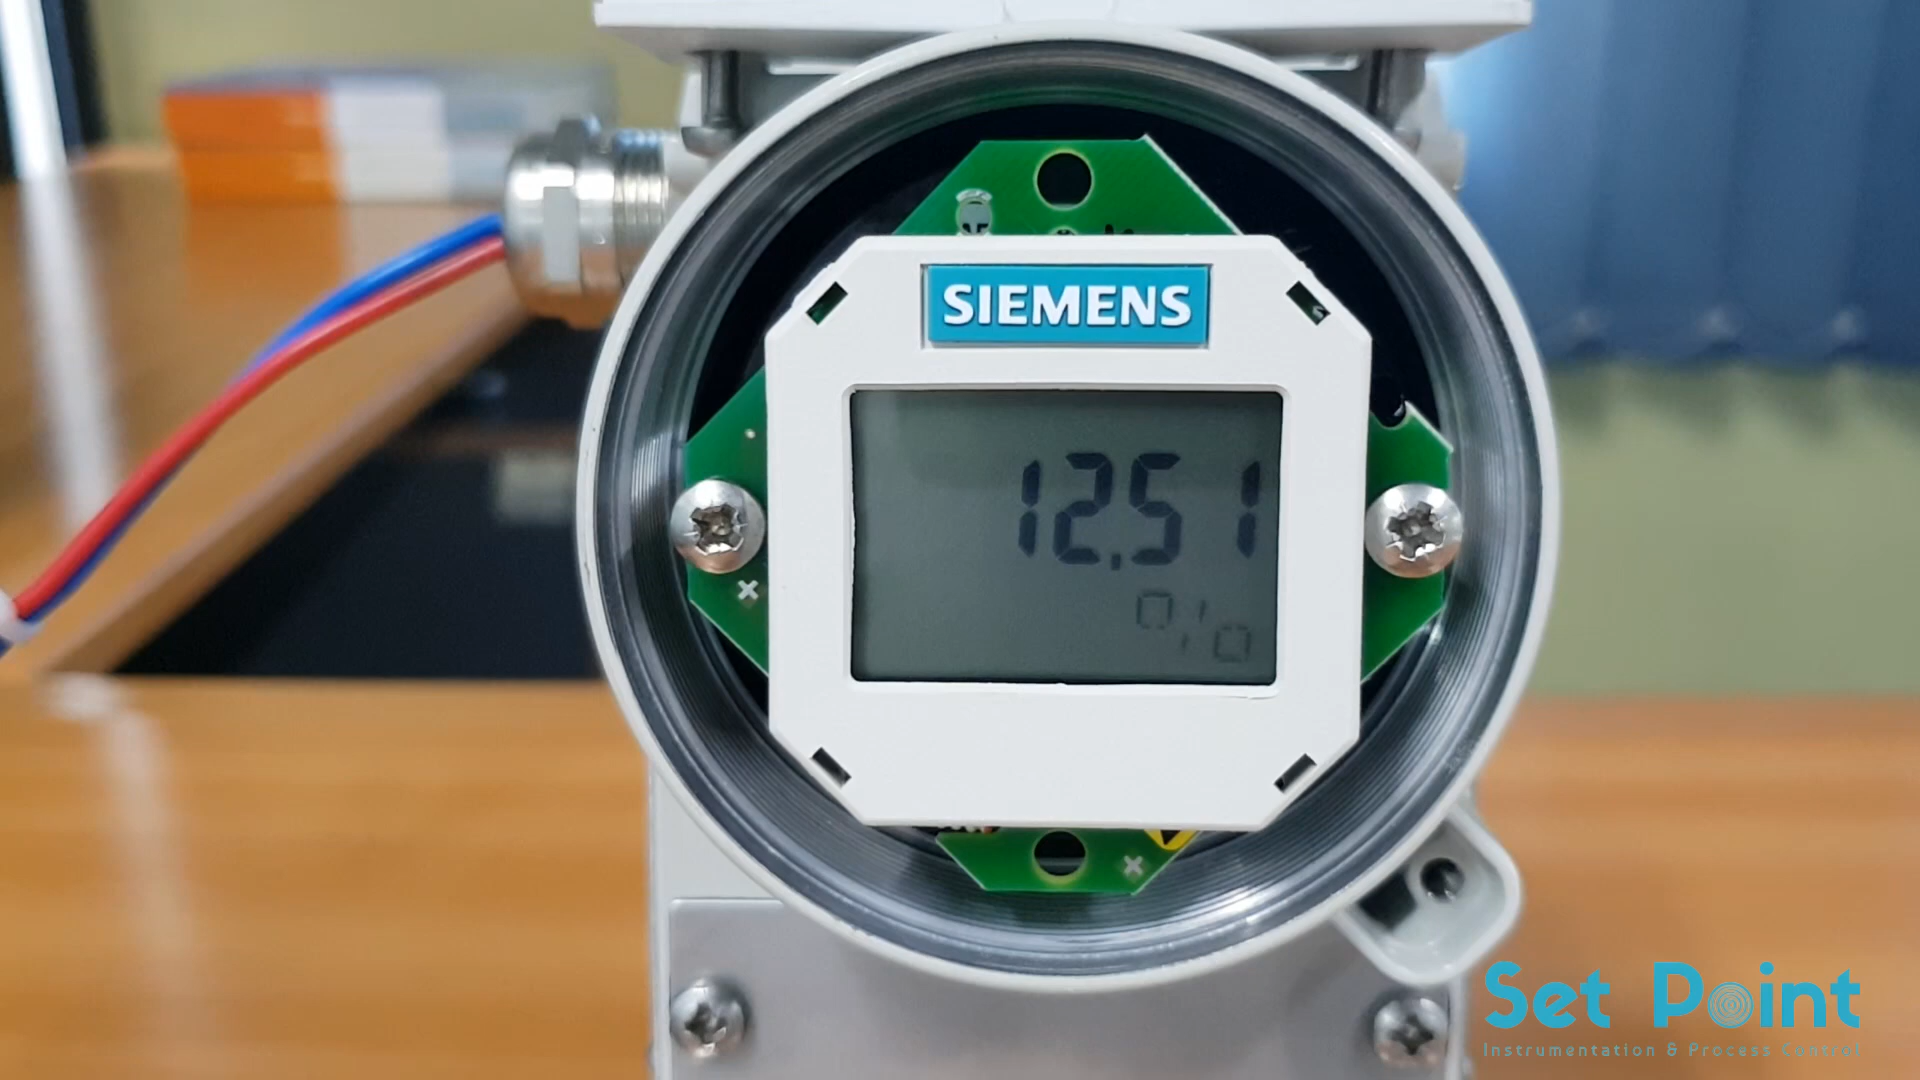 SIEMENS
12.51
%
Set Point
Instrumentation & Process Control